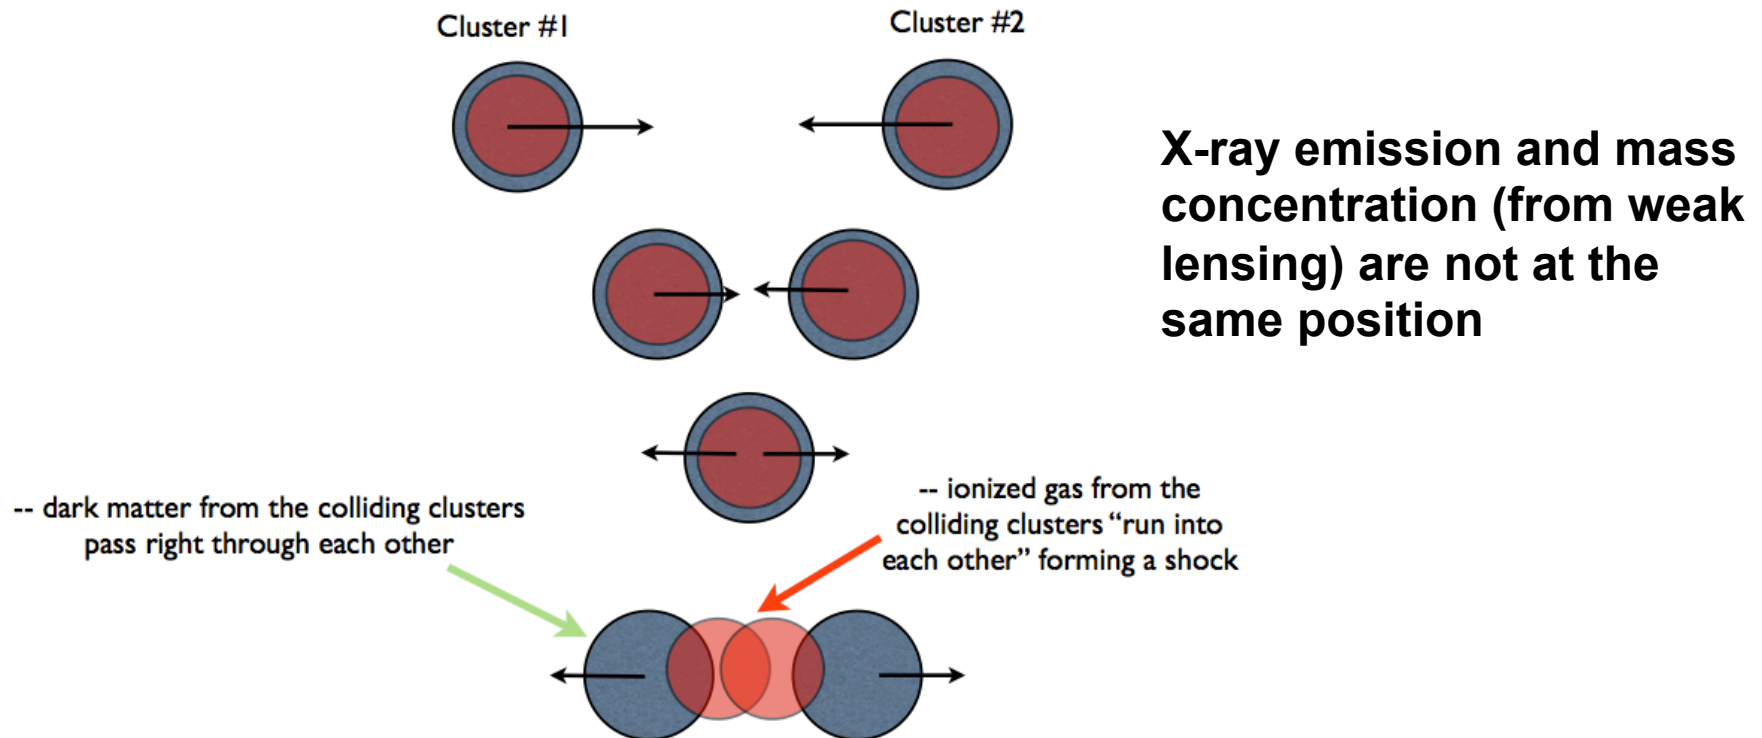 Cluster #1
Cluster #2
X-ray emission and mass
concentration (from weak
lensing) are not at the
same position
-- dark matter from the colliding clusters
pass right through each other
-- ionized gas from the
colliding clusters “run into
each other” forming a shock